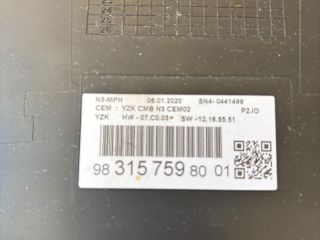 26
N3-MPH 06.01.2020 SN4-0441499
CEM : YZK CMB N3 CEM02 P2JO
YZK HW -07.C0.03* SW -12.16.55.51
98 315 759 80 01